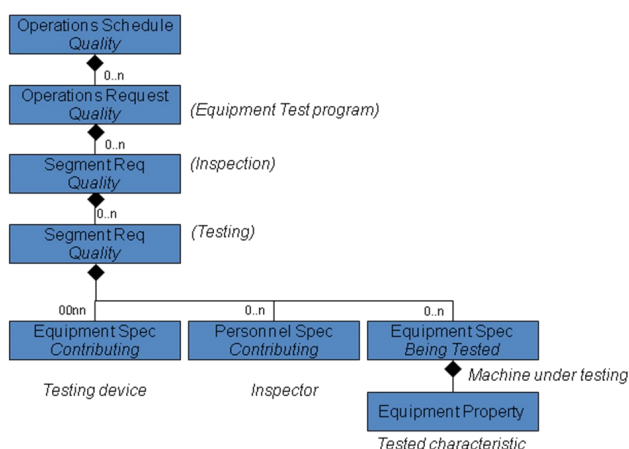 Operations Schedule
Quality
0..n
Operations Request
Quality
(Equipment Test program)
0..n
Segment Req
Quality
(Inspection)
0..n
Segment Req
Quality
(Testing)
00nn
0..n
0..n
Equipment Spec
Contributing
Personnel Spec
Contributing
Equipment Spec
Being Tested
Testing device
Inspector
Machine under testing
Equipment Property
Tested characteristic